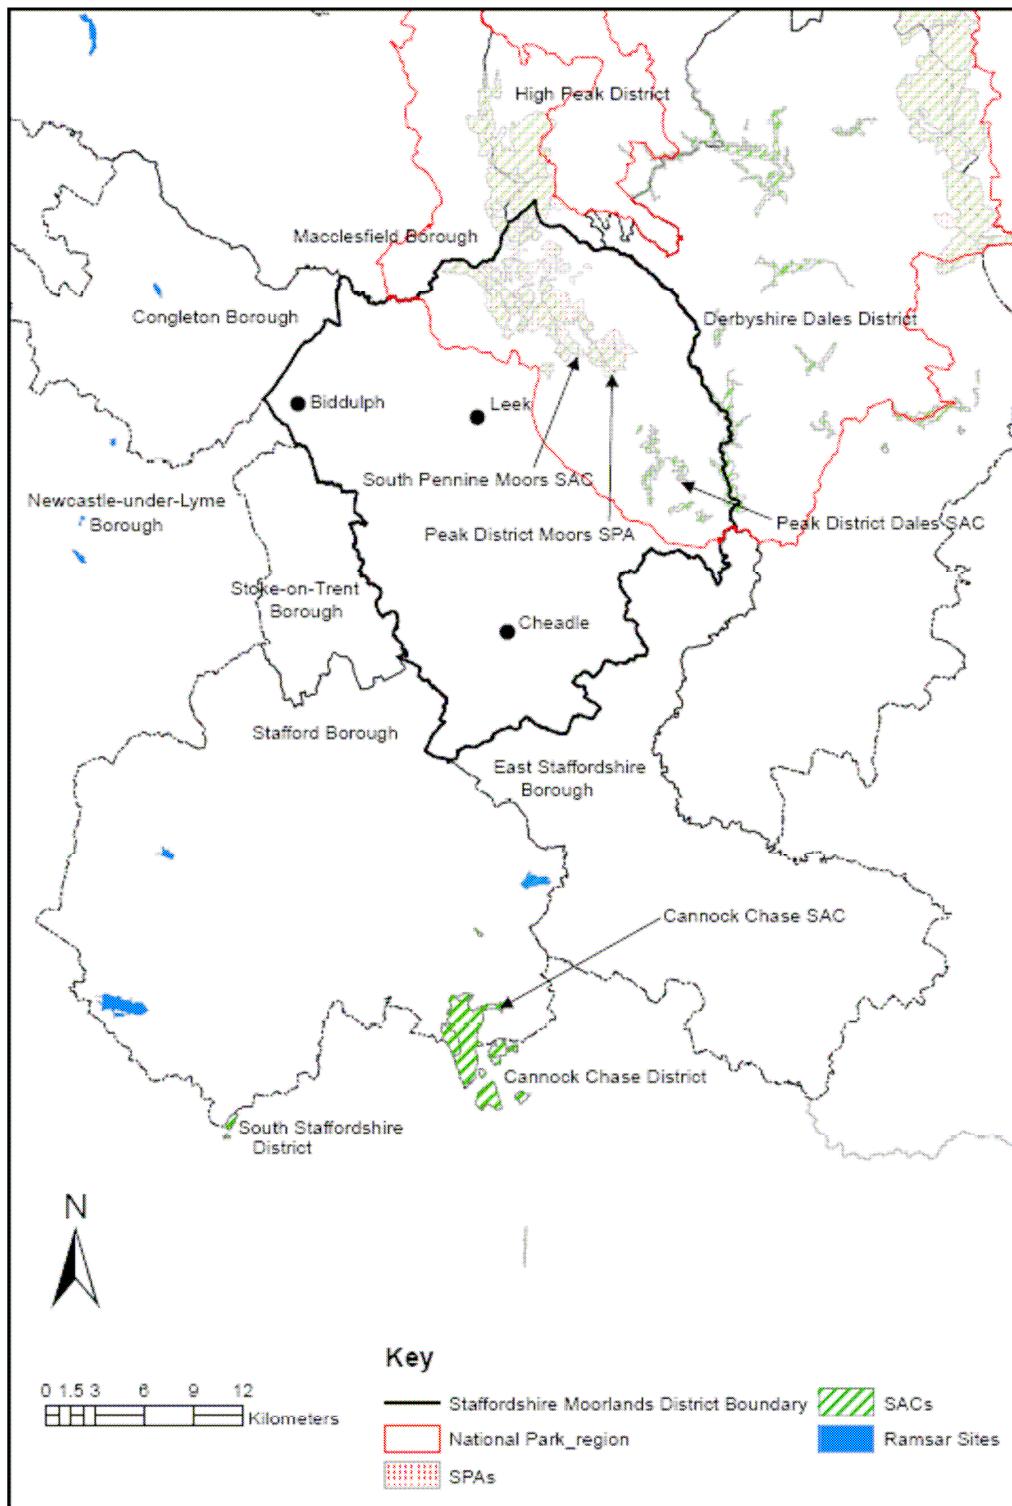 High Peak District
Macclesfield Borough
Congleton Borough
Derbyshire Dales District
Biddulph
Leek
South Pennine Moors SAC
Newcastle-under-Lyme
Borough
Peak District Moors SPA
Peak District Dales SAC
Stoke-on-Trent
Borough
Cheadle
Stafford Borough
East Staffordshire
Borough
Cannock Chase SAC
Cannock Chase District
South Staffordshire
District
N
Key
0 1.5 3 6 9 12
Kilometers
Staffordshire Moorlands District Boundary
SACs
National Park_region
Ramsar Sites
SPAs